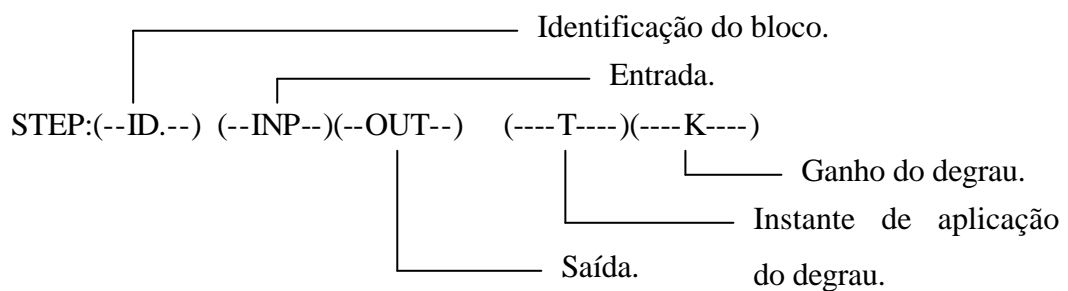 Identificação do bloco.
Entrada.
STEP:(--ID.--) (--INP--)(--OUT--) (----T----)(----K----)
Ganho do degrau.
Instante de aplicação
do degrau.
Saída.